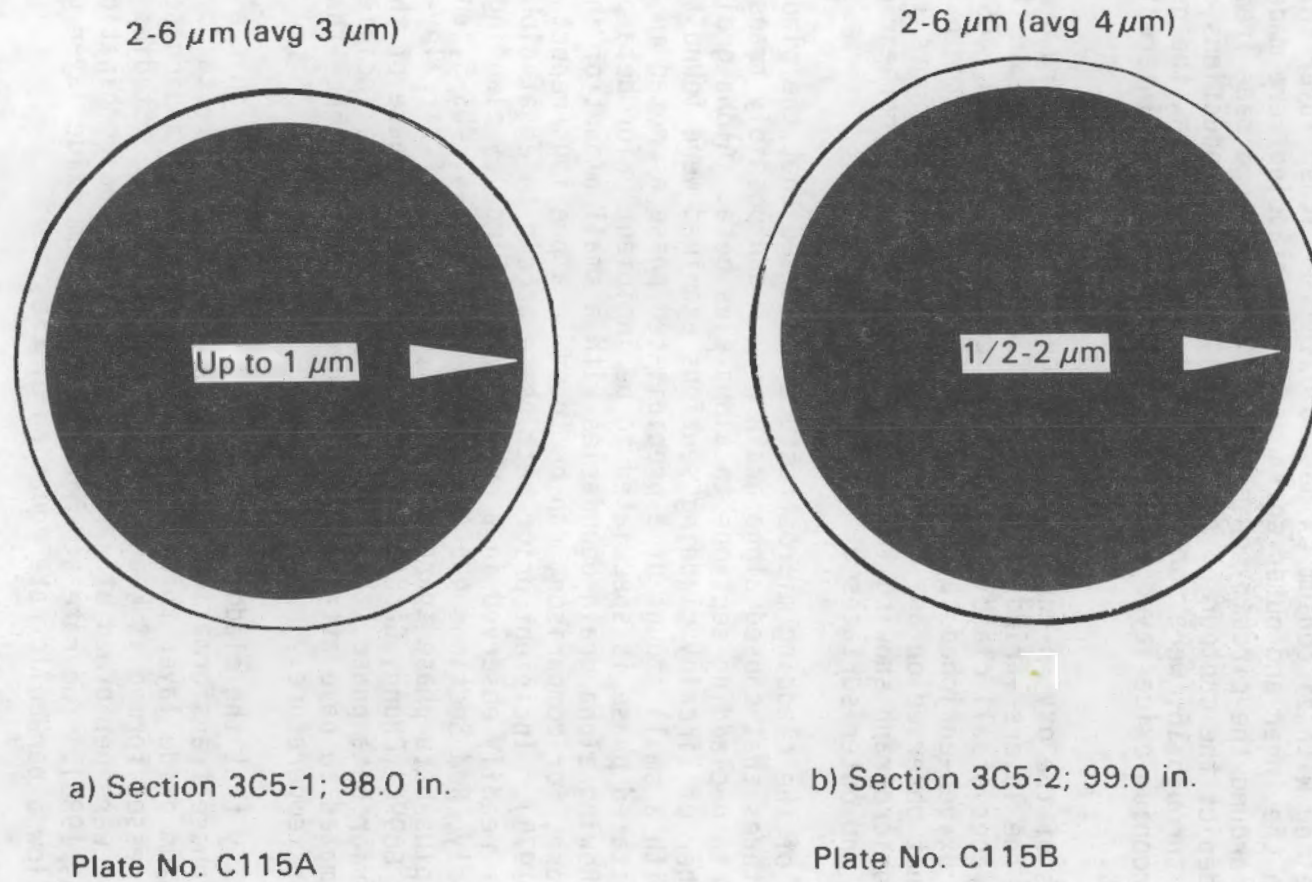 2-6 μm (avg 3 μm)
Up to 1 μm
a) Section 3C5-1; 98.0 in.
Plate No. C115A
2-6 μm (avg 4 μm)
1/2-2 μm
b) Section 3C5-2; 99.0 in.
Plate No. C115B